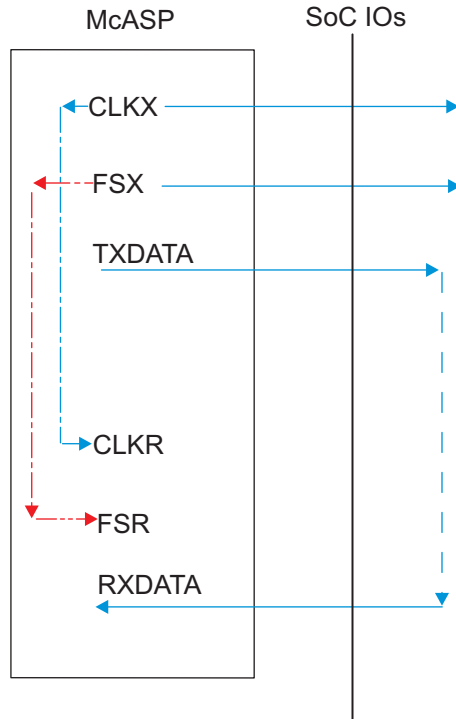 McASP
SoC IOs
CLKX
FSX
TXDATA
CLKR
FSR
RXDATA